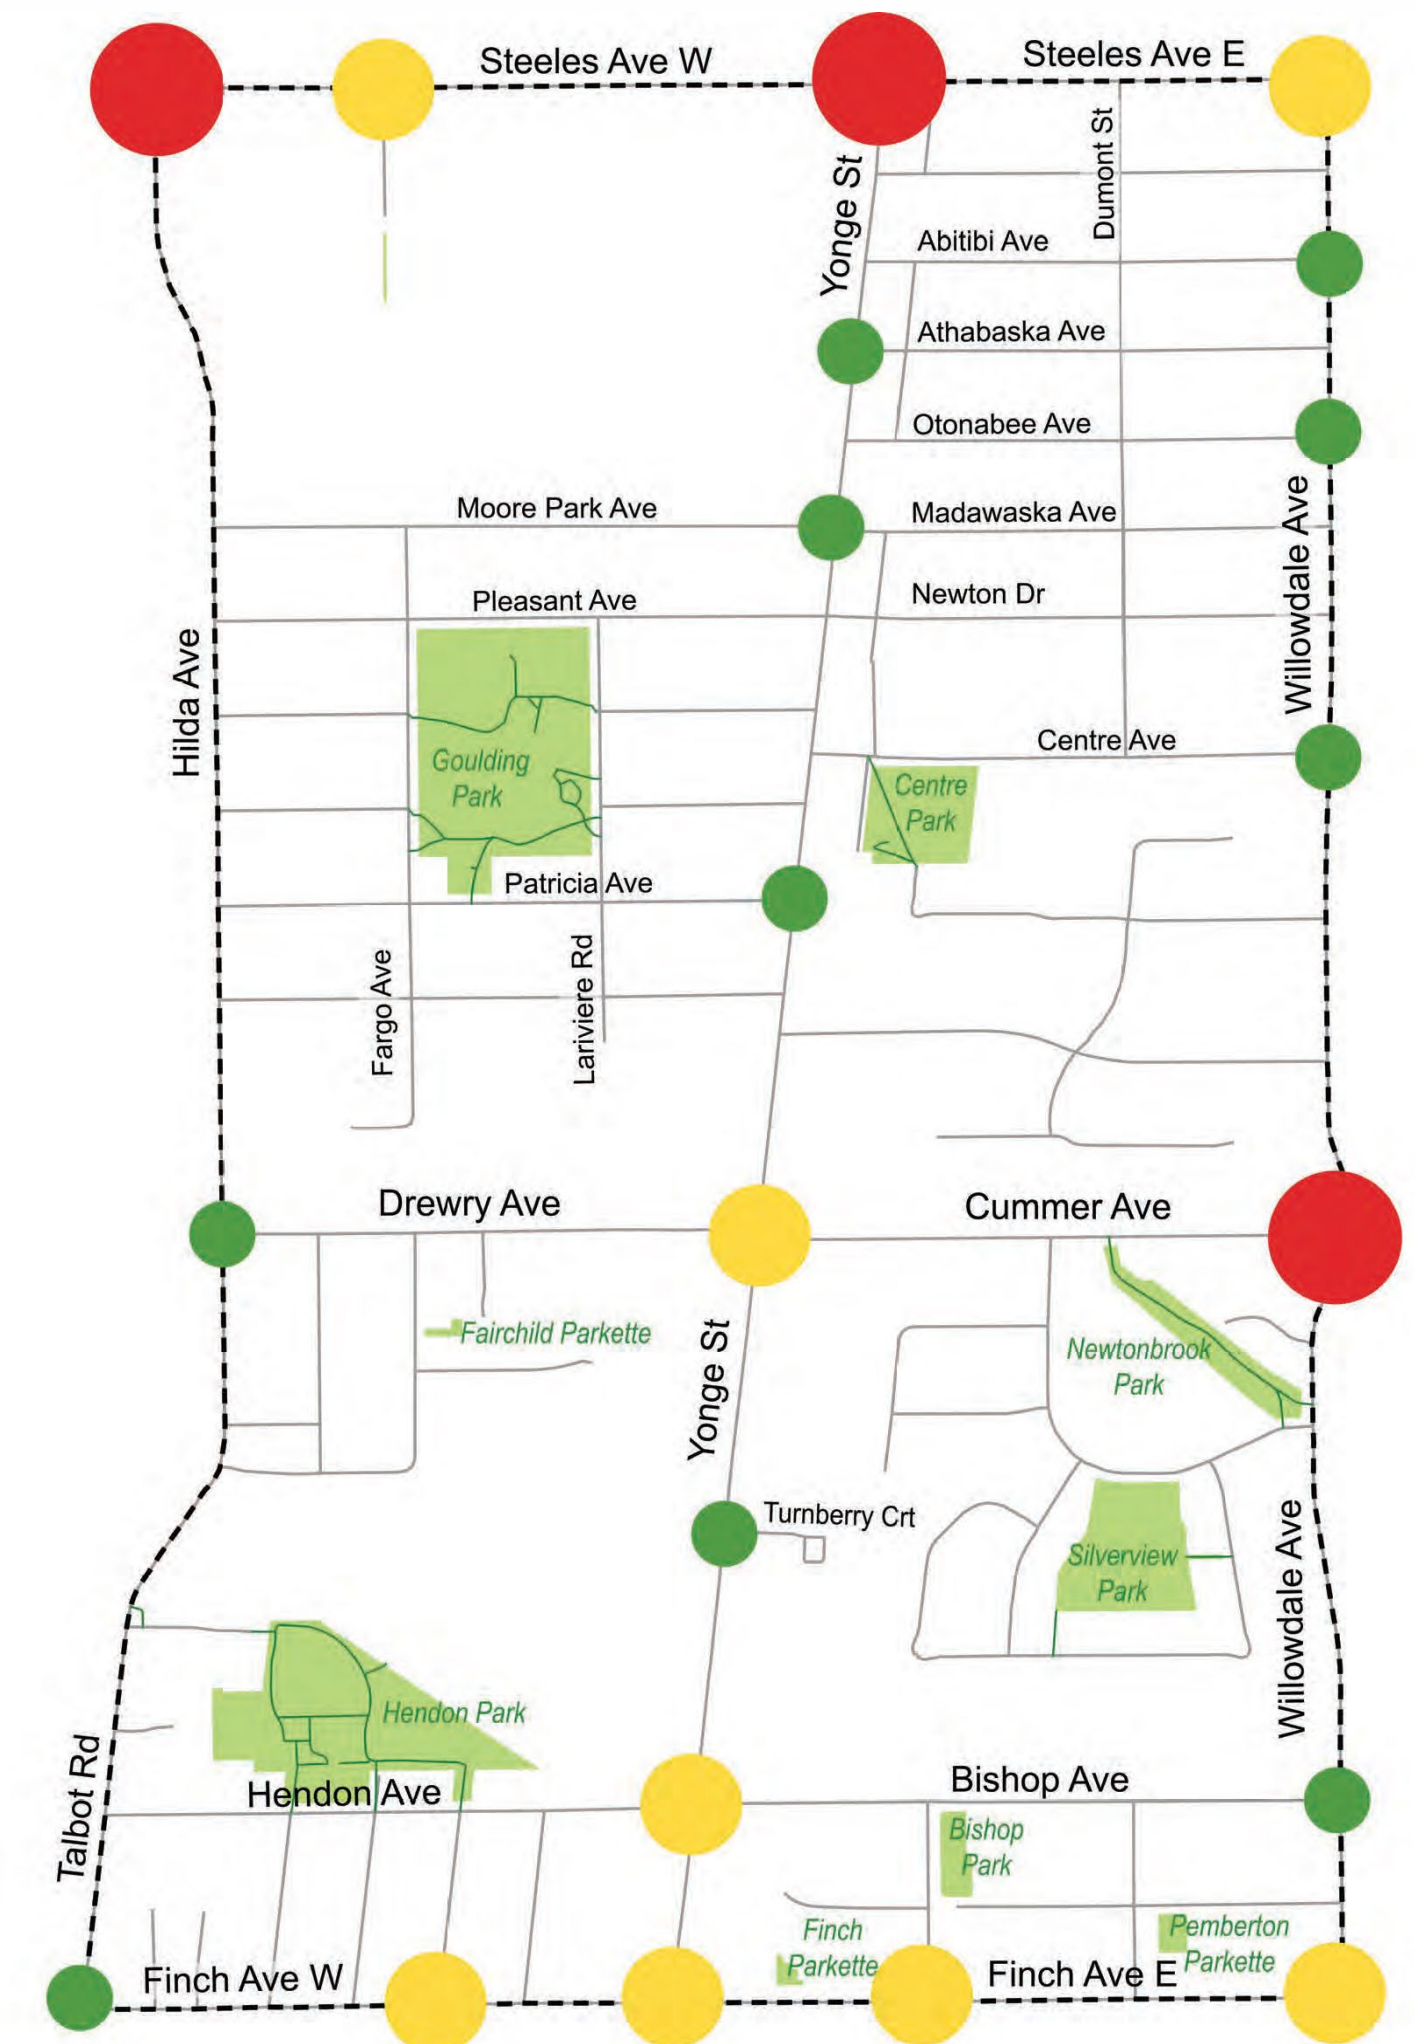 Steeles Ave W
Steeles Ave E
Dumont St
Yonge St
Abitibi Ave
Athabaska Ave
Otonabee Ave
Moore Park Ave
Madawaska Ave
Willowdale Ave
Pleasant Ave
Newton Dr
Hilda Ave
Goulding
Park
Centre Ave
Centre
Park
Patricia Ave
Fargo Ave
Lariviere Rd
Drewry Ave
Cummer Ave
Fairchild Parkette
Yonge St
Newtonbrook
Park
Turnberry Crt
Silverview
Park
Willowdale Ave
Hendon Park
Talbot Rd
Hendon Ave
Bishop Ave
Bishop
Park
Finch
Parkette
Pemberton
Parkette
Finch Ave W
Finch Ave E